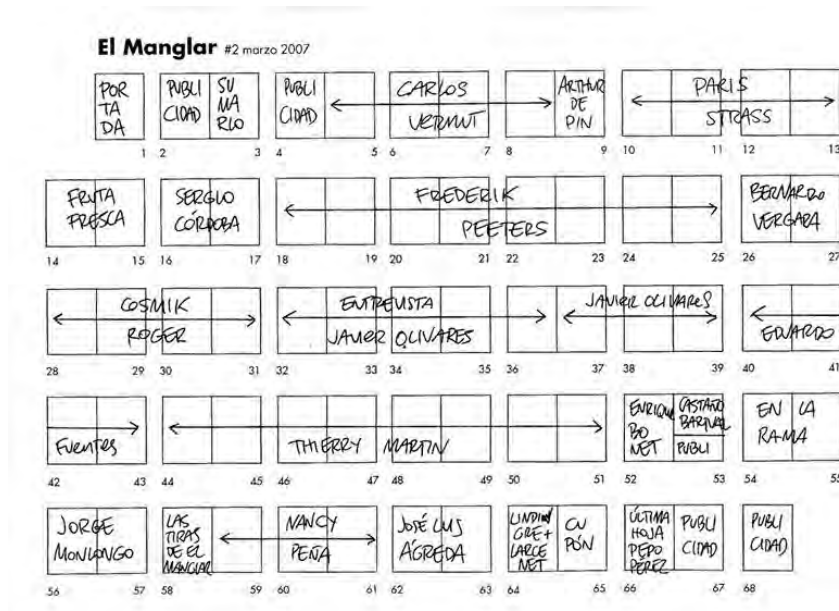 El Manglar #2 marzo 2007
POR
TA
DA
PUBLI
CIDAD
SU
MA
RIO
PUBLI
CIDAD
CARLOS
VERMUT
ARTHUR
DE
PIN
PARIS
STRASS
1 2 3 4 5 6 7 8 9 10 11 12 13
FRUTA
FRESCA
SERGIO
CÓRDOBA
FREDERIK
PEETERS
BERNARDO
VERGARA
14 15 16 17 18 19 20 21 22 23 24 25 26 27
COSMIK
ROGER
ENTREVISTA
JAVIER OLIVARES
JAVIER OLIVARES
EDUARDO
28 29 30 31 32 33 34 35 36 37 38 39 40 41
FUENTES
THIERRY MARTIN
ENRIQUE
BO
NET
CASTAÑO
PUBLI
EN LA
RAMA
42 43 44 45 46 47 48 49 50 51 52 53 54 55
JORGE
MONLONGO
LAS
TIRAS
DE EL
MANGLAR
NANCY
PEÑA
JOSÉ LUIS
ÁGREDA
GRE+
LARCE
NET
CU
PÓN
ÚLTIMA
HOJA
PEPO
PÉREZ
PUBLI
CIDAD
PUBLI
CIDAD
56 57 58 59 60 61 62 63 64 65 66 67 68